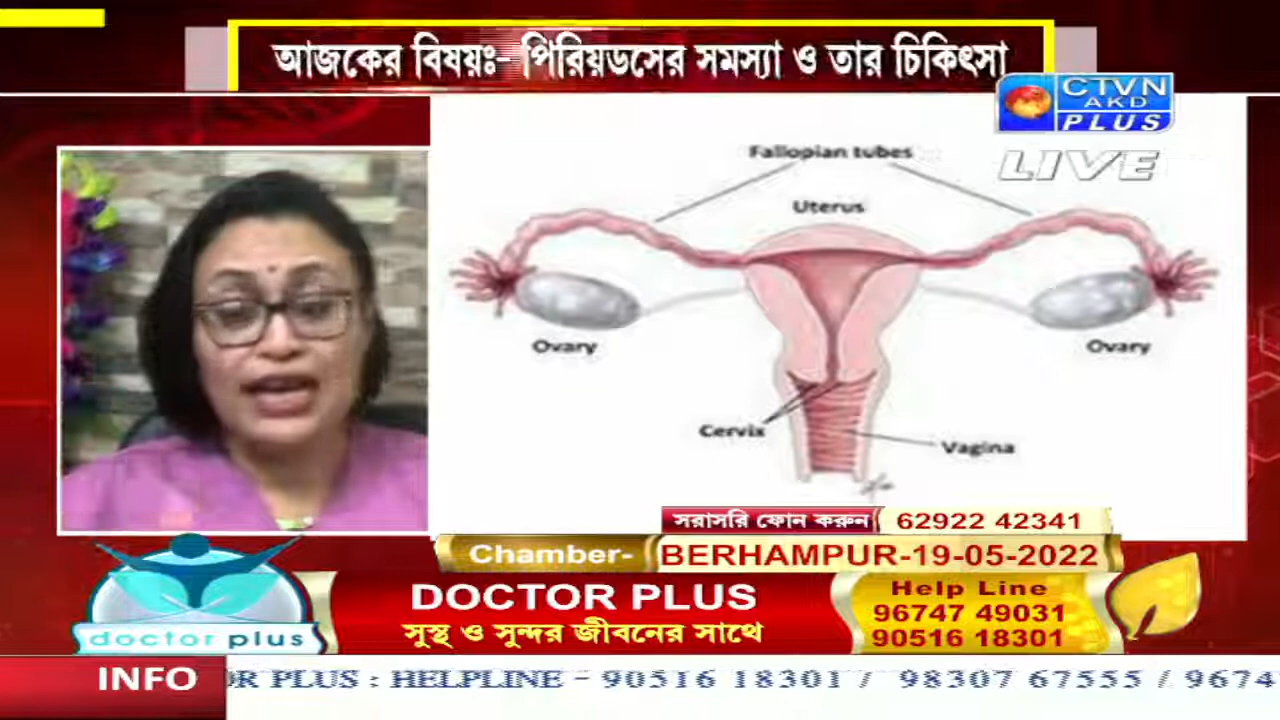 আজকের বিষয়ঃ- পিরিয়ডসের সমস্যা ও তার চিকিৎসা
CTVN
AKD
PLUS
LIVE
Fallopian tubes
Uterus
Ovary
Ovary
Cervix
Vagina
সরাসরি ফোন করুন 62922 42341
Chamber- BERHAMPUR-19-05-2022
DOCTOR PLUS
সুস্থ ও সুন্দর জীবনের সাথে
Help Line
96747 49031
90516 18301
doctor plus
INFO
OR PLUS : HELPLINE - 90516 18301 / 98307 67555 / 9674